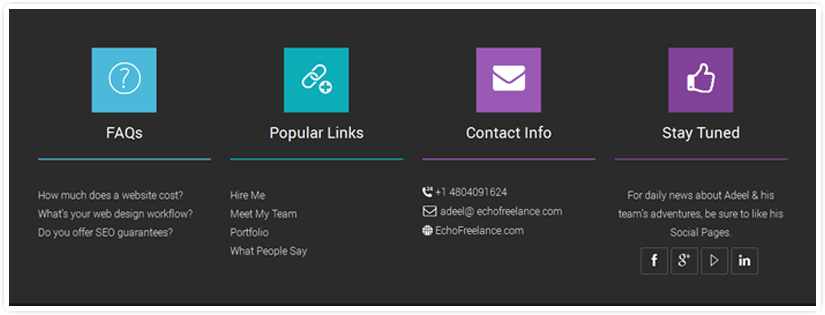 FAQs
How much does a website cost?
What's your web design workflow?
Do you offer SEO guarantees?
Popular Links
Hire Me
Meet My Team
Portfolio
What People Say
Contact Info
+1 4804091624
adeel@ echofreelance.com
EchoFreelance.com
Stay Tuned
For daily news about Adeel & his
team's adventures, be sure to like his
Social Pages.
f g+ in